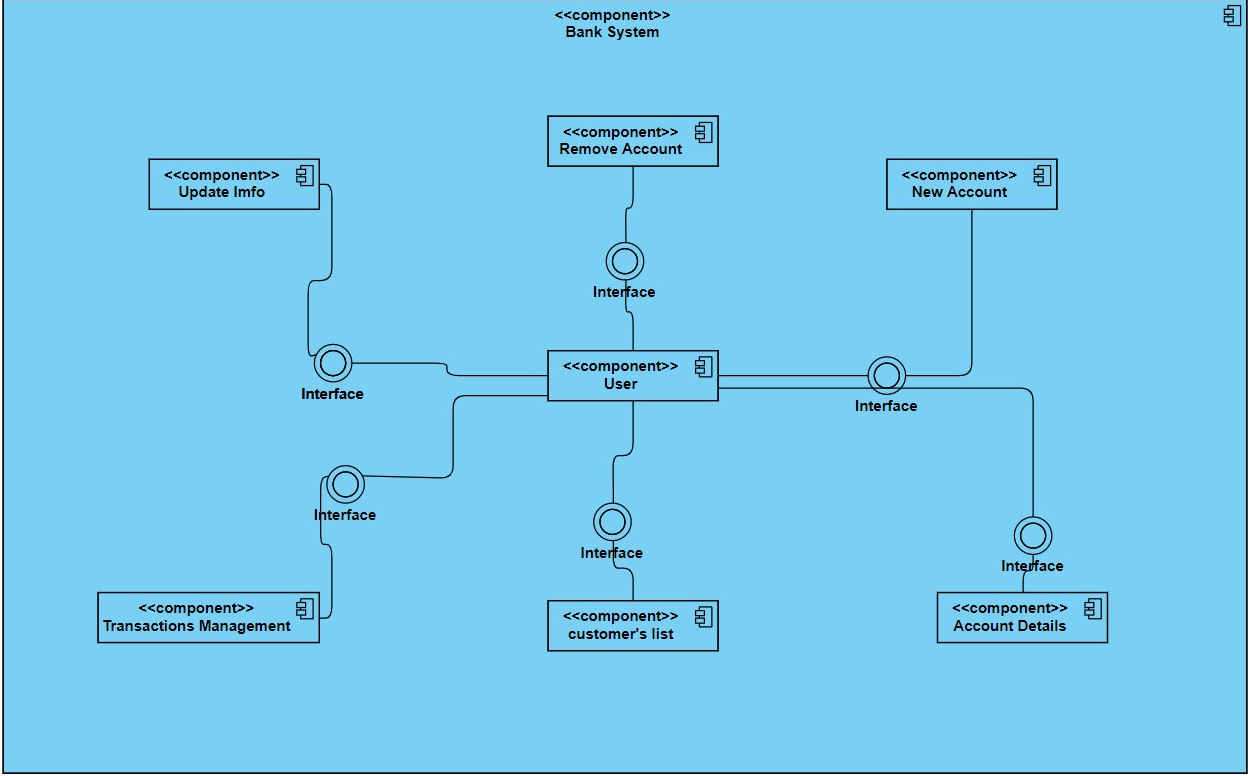 <<component>>
Bank System
<<component>>
Remove Account
<<component>>
Update Imfo
<<component>>
New Account
Interface
<<component>>
User
Interface
Interface
Interface
Interface
Interface
<<component>>
Transactions Management
<<component>>
customer's list
<<component>>
Account Details